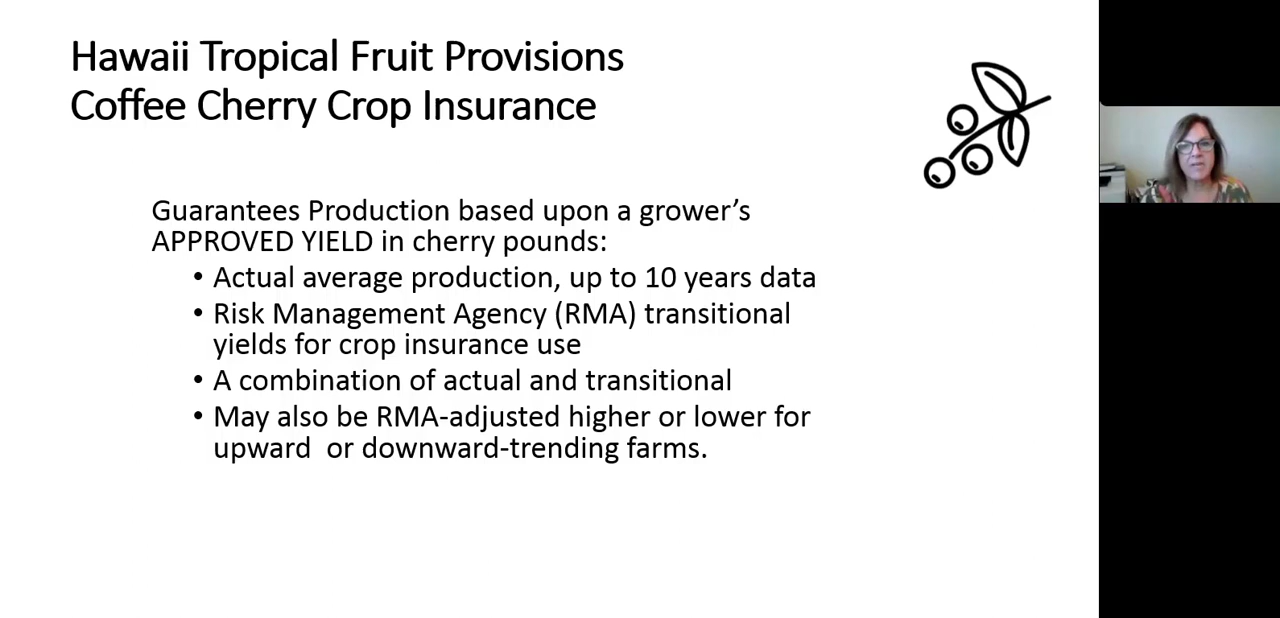 Hawaii Tropical Fruit Provisions
Coffee Cherry Crop Insurance
Guarantees Production based upon a grower’s
APPROVED YIELD in cherry pounds:
• Actual average production, up to 10 years data
• Risk Management Agency (RMA) transitional
yields for crop insurance use
• A combination of actual and transitional
• May also be RMA-adjusted higher or lower for
upward  or downward-trending farms.